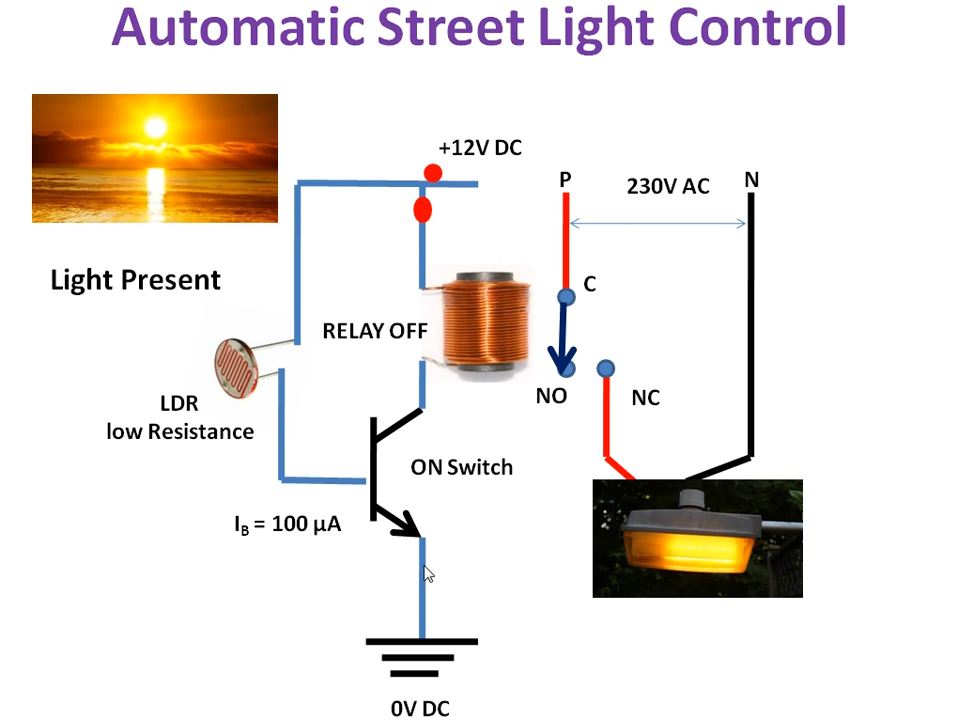 Automatic Street Light Control
+12V DC
P
230V AC
N
Light Present
C
RELAY OFF
NO
NC
LDR
low Resistance
ON Switch
I_B = 100 µA
0V DC